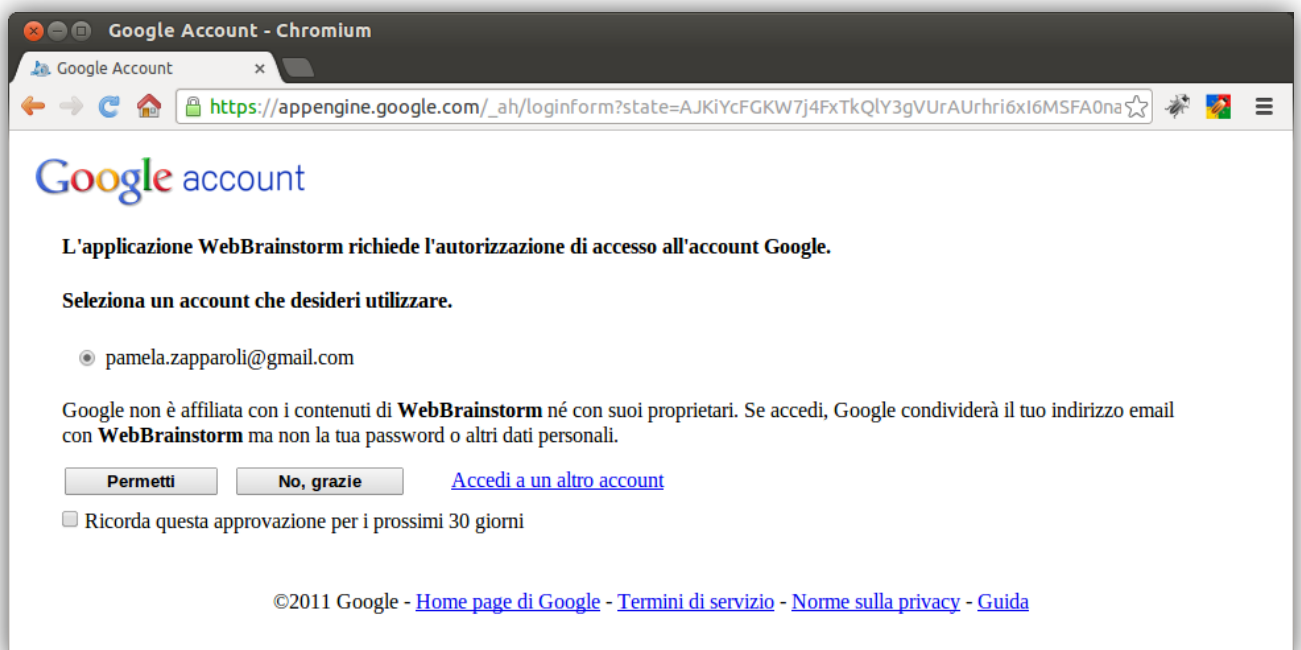 Google Account - Chromium
Google Account
https://appengine.google.com/_ah/loginform?state=AJKiYcFGKW7j4FxTkQlY3gVUrAUrhri6xI6MSFA0na
Google account
L'applicazione WebBrainstorm richiede l'autorizzazione di accesso all'account Google.
Seleziona un account che desideri utilizzare.
pamela.zapparoli@gmail.com
Google non è affiliata con i contenuti di WebBrainstorm né con suoi proprietari. Se accedi, Google condividerà il tuo indirizzo email
con WebBrainstorm ma non la tua password o altri dati personali.
Permetti No, grazie Accedi a un altro account
Ricorda questa approvazione per i prossimi 30 giorni
©2011 Google - Home page di Google - Termini di servizio - Norme sulla privacy - Guida